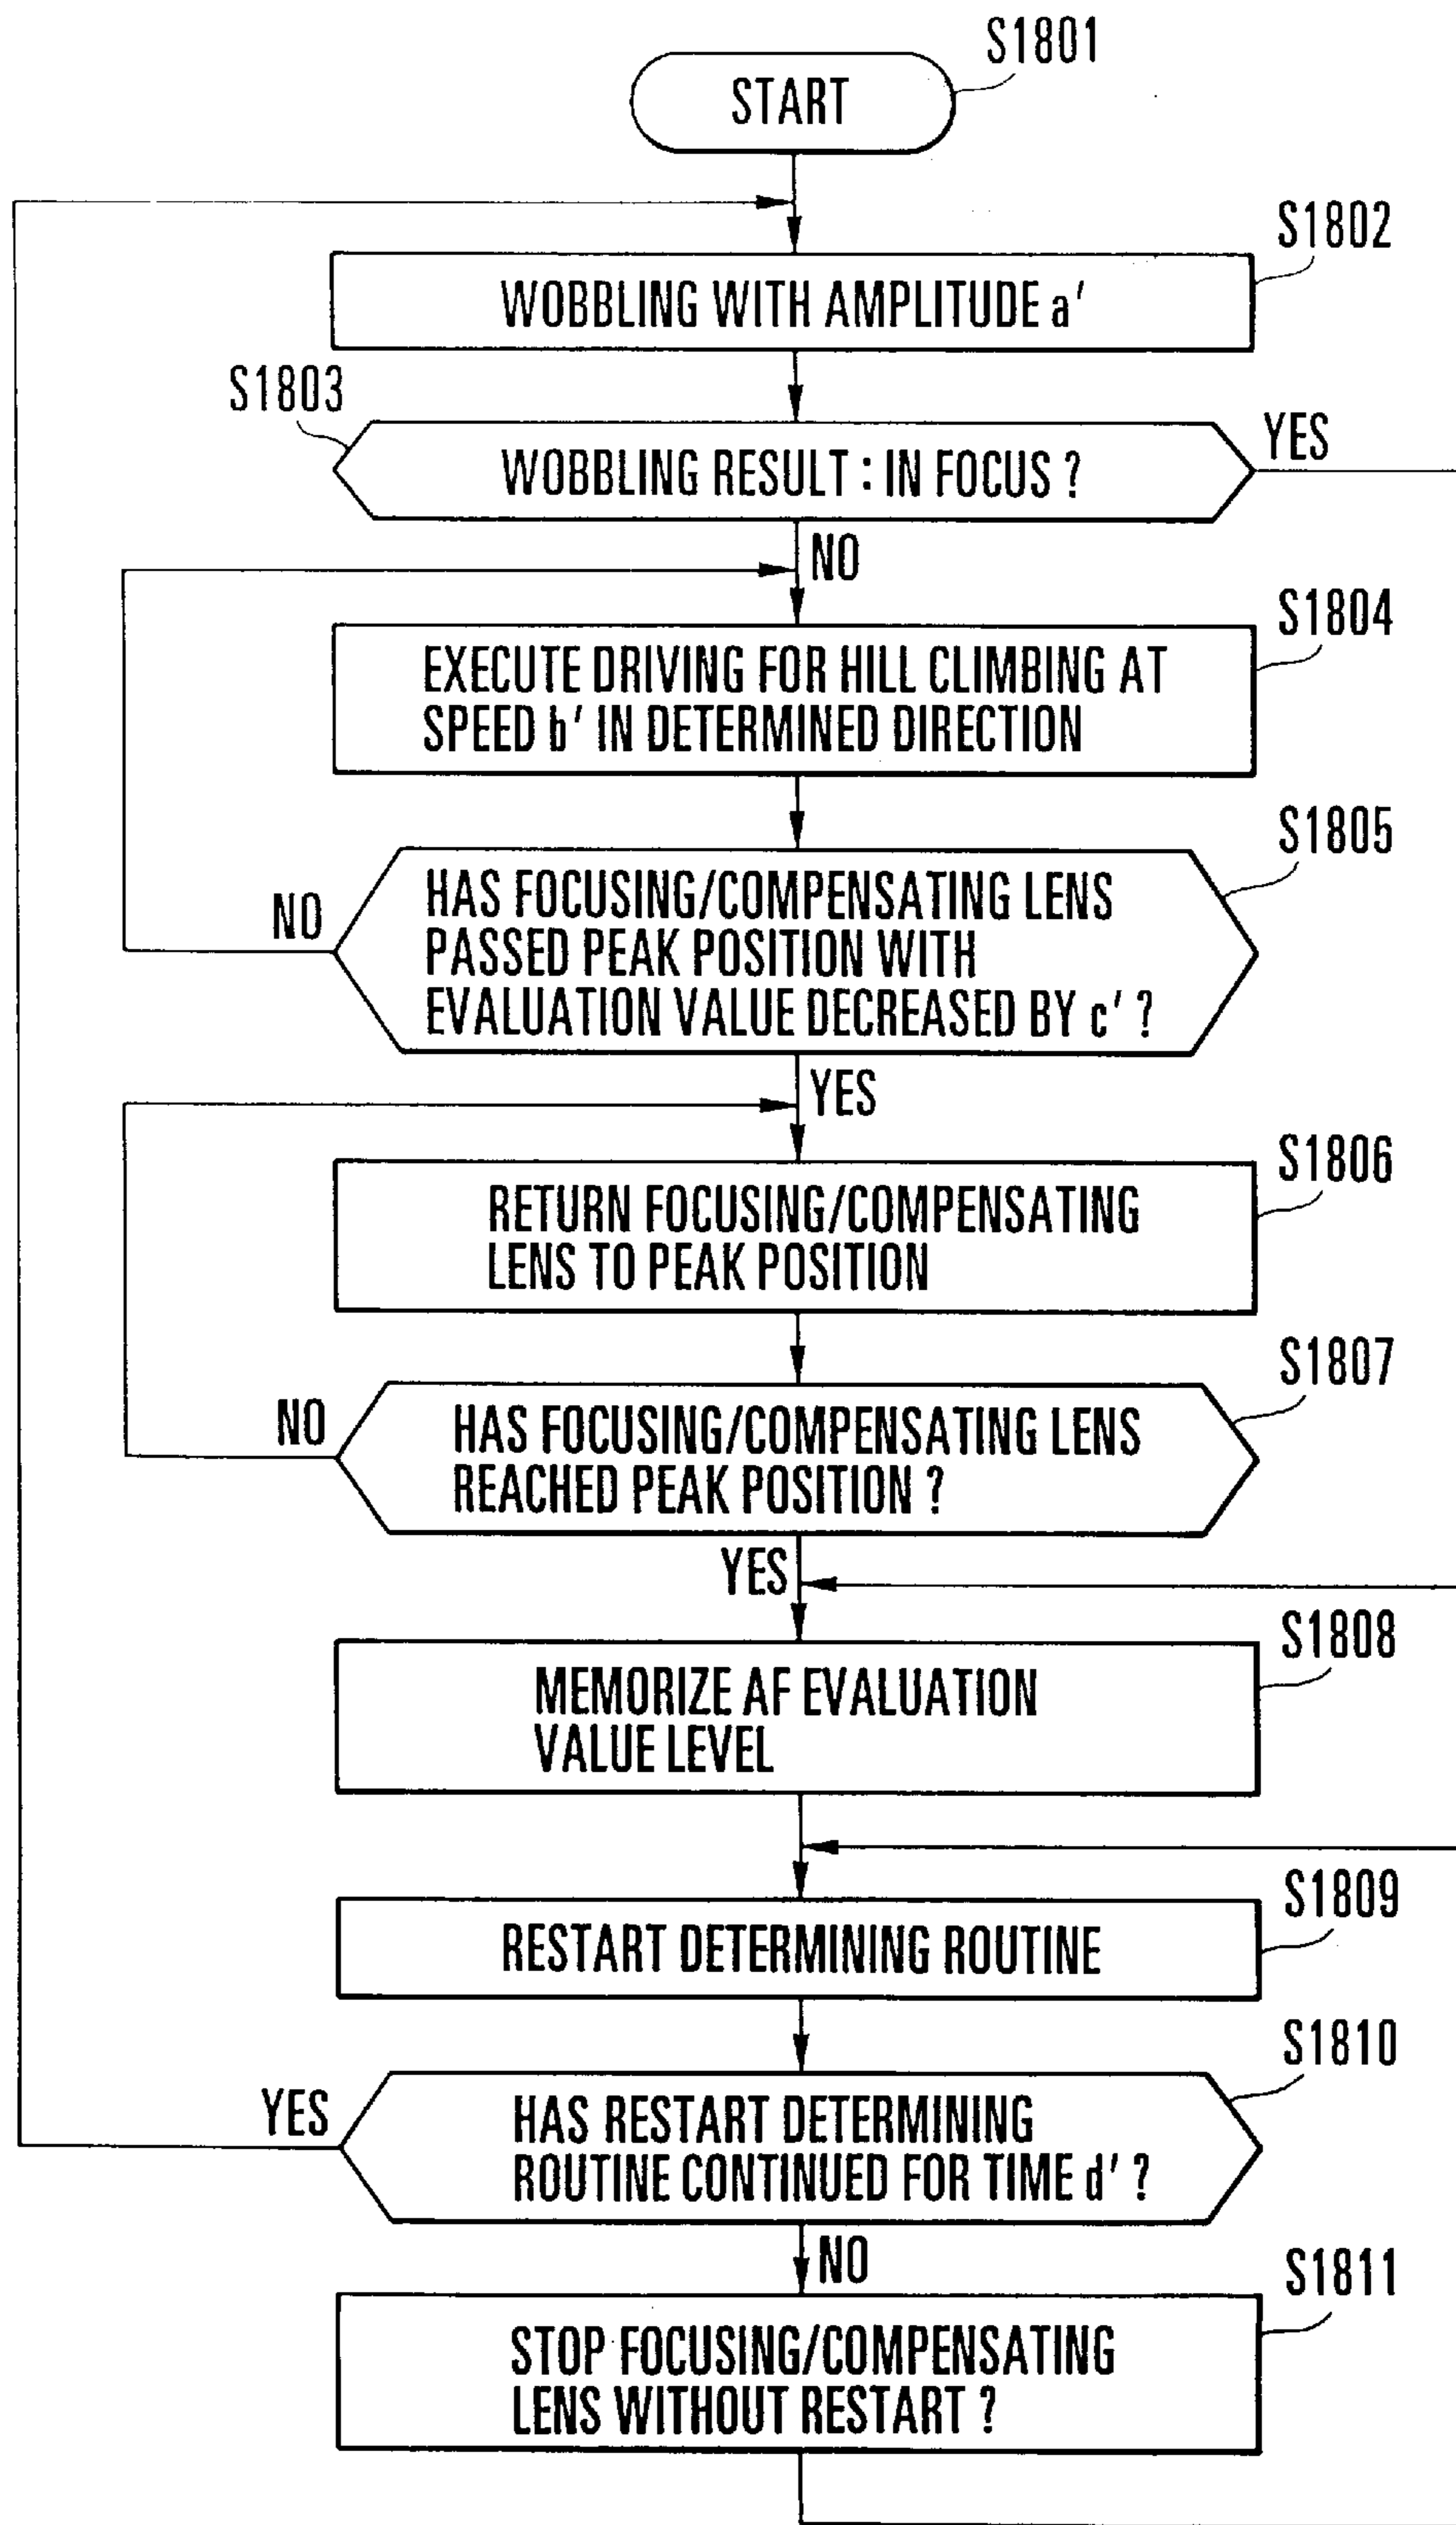 S1801
START
S1802
WOBBLING WITH AMPLITUDE a′
S1803
WOBBLING RESULT : IN FOCUS ?
YES
NO
S1804
EXECUTE DRIVING FOR HILL CLIMBING AT
SPEED b′ IN DETERMINED DIRECTION
S1805
HAS FOCUSING/COMPENSATING LENS
PASSED PEAK POSITION WITH
EVALUATION VALUE DECREASED BY c′ ?
NO
YES
S1806
RETURN FOCUSING/COMPENSATING
LENS TO PEAK POSITION
S1807
HAS FOCUSING/COMPENSATING LENS
REACHED PEAK POSITION ?
NO
YES
S1808
MEMORIZE AF EVALUATION
VALUE LEVEL
S1809
RESTART DETERMINING ROUTINE
S1810
HAS RESTART DETERMINING
ROUTINE CONTINUED FOR TIME d′ ?
YES
NO
S1811
STOP FOCUSING/COMPENSATING
LENS WITHOUT RESTART ?